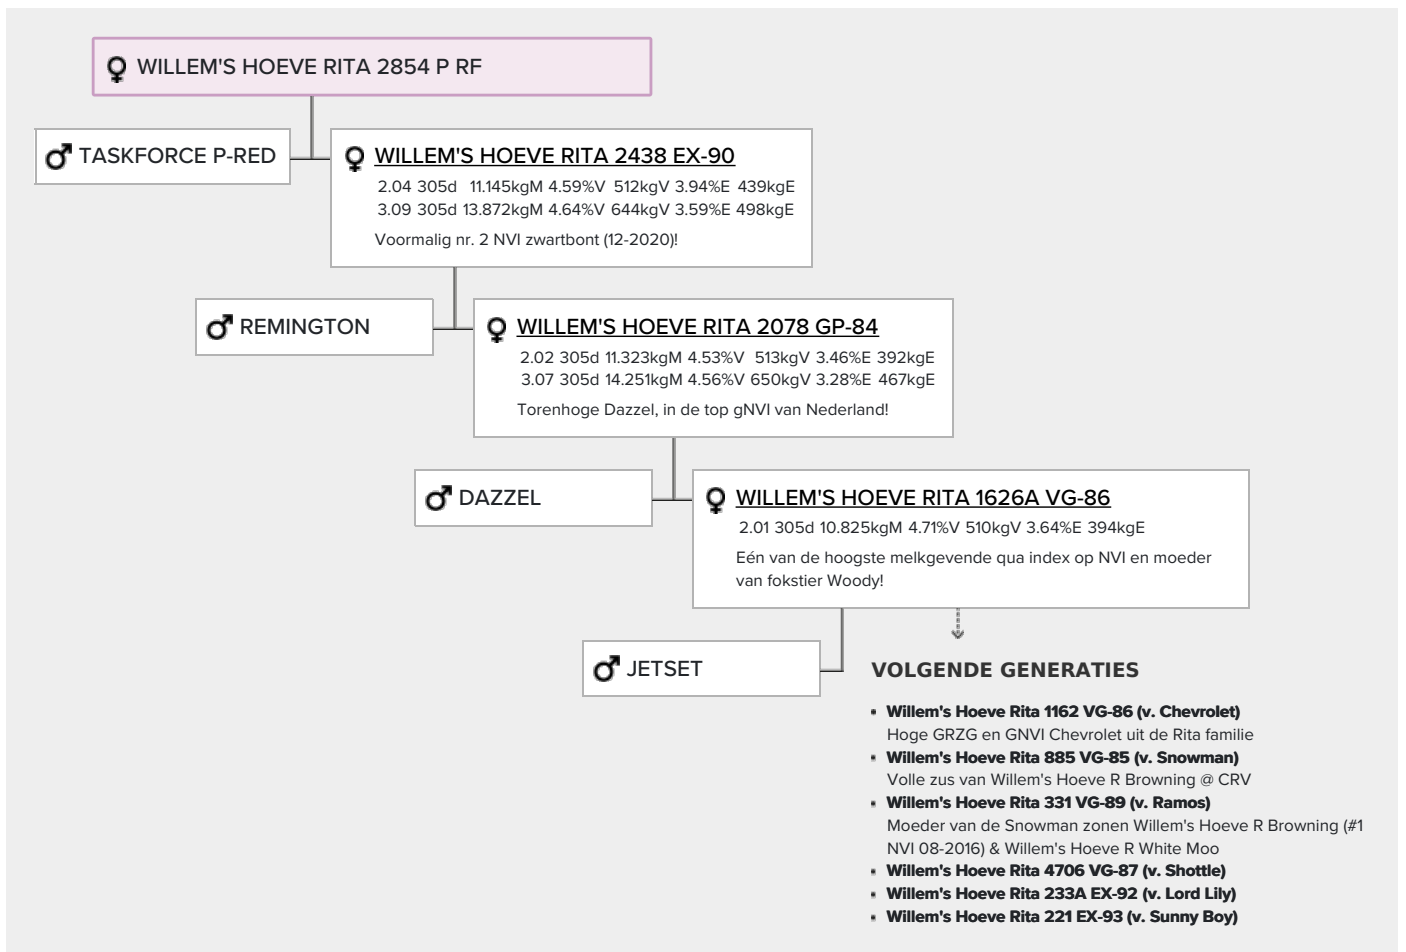 WILLEM'S HOEVE RITA 2854 P RF
TASKFORCE P-RED
WILLEM'S HOEVE RITA 2438 EX-90
2.04 305d 11.145kgM 4.59%V 512kgV 3.94%E 439kgE
3.09 305d 13.872kgM 4.64%V 644kgV 3.59%E 498kgE
Voormalig nr. 2 NVI zwartbont (12-2020)!
REMINGTON
WILLEM'S HOEVE RITA 2078 GP-84
2.02 305d 11.323kgM 4.53%V 513kgV 3.46%E 392kgE
3.07 305d 14.251kgM 4.56%V 650kgV 3.28%E 467kgE
Torenhoge Dazzel, in de top gNVI van Nederland!
DAZZEL
WILLEM'S HOEVE RITA 1626A VG-86
2.01 305d 10.825kgM 4.71%V 510kgV 3.64%E 394kgE
Eén van de hoogste melkgevende qua index op NVI en moeder
van fokstier Woody!
JETSET
VOLGENDE GENERATIES
Willem's Hoeve Rita 1162 VG-86 (v. Chevrolet)
Hoge GRZG en GNVI Chevrolet uit de Rita familie
Willem's Hoeve Rita 885 VG-85 (v. Snowman)
Volle zus van Willem's Hoeve R Browning @ CRV
Willem's Hoeve Rita 331 VG-89 (v. Ramos)
Moeder van de Snowman zonen Willem's Hoeve R Browning (#1
NVI 08-2016) & Willem's Hoeve R White Moo
Willem's Hoeve Rita 4706 VG-87 (v. Shottle)
Willem's Hoeve Rita 233A EX-92 (v. Lord Lily)
Willem's Hoeve Rita 221 EX-93 (v. Sunny Boy)